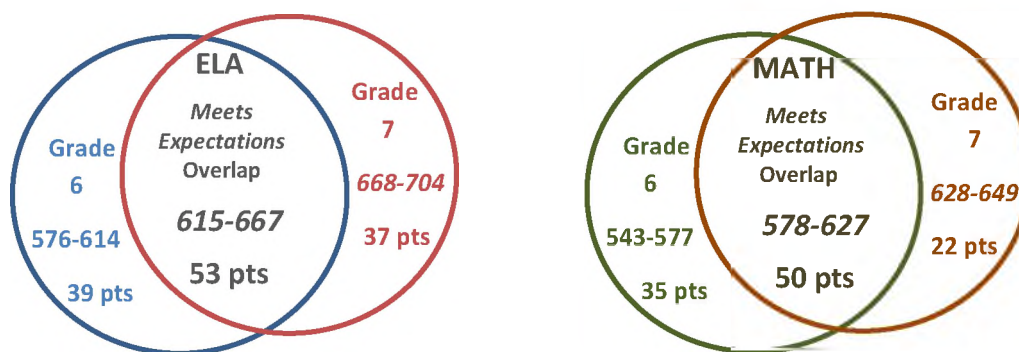 ELA
Meets
Expectations
Overlap
615-667
53 pts
Grade
6
576-614
39 pts
Grade
7
668-704
37 pts
MATH
Meets
Expectations
Overlap
578-627
50 pts
Grade
6
543-577
35 pts
Grade
7
628-649
22 pts